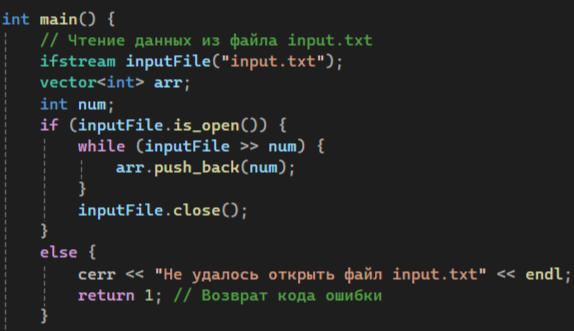 int main() {
// Чтение данных из файла input.txt
ifstream inputFile("input.txt");
vector<int> arr;
int num;
if (inputFile.is_open()) {
while (inputFile >> num) {
arr.push_back(num);
}
inputFile.close();
}
else {
cerr << "Не удалось открыть файл input.txt" << endl;
return 1; // Возврат кода ошибки
}